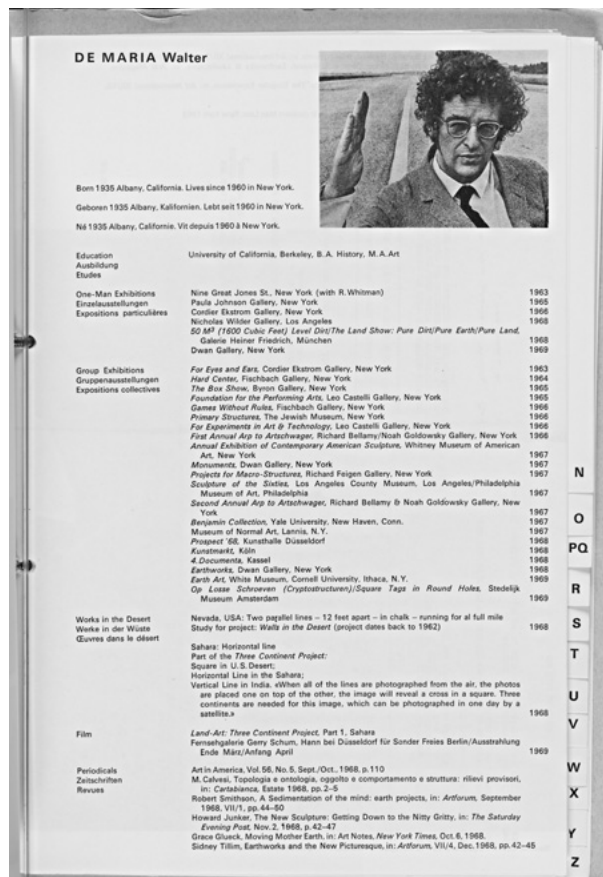 DE MARIA Walter
Born 1935 Albany, California. Lives since 1960 in New York.
Geboren 1935 Albany, Kalifornien. Lebt seit 1960 in New York.
Né 1935 Albany, Californie. Vit depuis 1960 à New York.
Education University of California, Berkeley, B.A. History, M.A.Art
Ausbildung
Etudes
One-Man Exhibitions Nine Great Jones St., New York (with R.Whitman) 1963
Einzelausstellungen Paula Johnson Gallery, New York 1965
Expositions particulières Cordier Ekstrom Gallery, New York 1966
Nicholas Wilder Gallery, Los Angeles 1968
50 M³ (1600 Cubic Feet) Level Dirt/The Land Show: Pure Dirt/Pure Earth/Pure Land,
Galerie Heiner Friedrich, München 1968
Dwan Gallery, New York 1969
Group Exhibitions For Eyes and Ears, Cordier Ekstrom Gallery, New York 1963
Gruppenausstellungen Hard Center, Fischbach Gallery, New York 1964
Expositions collectives The Box Show, Byron Gallery, New York 1965
Foundation for the Performing Arts, Leo Castelli Gallery, New York 1965
Games Without Rules, Fischbach Gallery, New York 1966
Primary Structures, The Jewish Museum, New York 1966
For Experiments in Art & Technology, Leo Castelli Gallery, New York 1966
First Annual Arp to Artschwager, Richard Bellamy/Noah Goldowsky Gallery, New York 1966
Annual Exhibition of Contemporary American Sculpture, Whitney Museum of American
Art, New York 1967
Monuments, Dwan Gallery, New York 1967
Projects for Macro-Structures, Richard Feigen Gallery, New York 1967
Sculpture of the Sixties, Los Angeles County Museum, Los Angeles/Philadelphia
Museum of Art, Philadelphia 1967
Second Annual Arp to Artschwager, Richard Bellamy & Noah Goldowsky Gallery, New
York 1967
Benjamin Collection, Yale University, New Haven, Conn. 1967
Museum of Normal Art, Lannis, N.Y. 1967
Prospect '68, Kunsthalle Düsseldorf 1968
Kunstmarkt, Köln 1968
4. Documenta, Kassel 1968
Earthworks, Dwan Gallery, New York 1968
Earth Art, White Museum, Cornell University, Ithaca, N.Y. 1969
Op Losse Schroeven (Cryptostructuren)/Square Tags in Round Holes, Stedelijk
Museum Amsterdam 1969
Works in the Desert Nevada, USA: Two parallel lines – 12 feet apart – in chalk – running for al full mile
Werke in der Wüste Study for project: Walls in the Desert (project dates back to 1962) 1968
Œuvres dans le désert
Sahara: Horizontal line
Part of the Three Continent Project:
Square in U.S. Desert;
Horizontal Line in the Sahara;
Vertical Line in India. «When all of the lines are photographed from the air, the photos
are placed one on top of the other, the image will reveal a cross in a square. Three
continents are needed for this image, which can be photographed in one day by a
satellite.» 1968
Film Land-Art: Three Continent Project, Part 1, Sahara
Fernsehgalerie Gerry Schum, Hann bei Düsseldorf für Sonder Freies Berlin/Ausstrahlung
Ende März/Anfang April 1969
Periodicals Art in America, Vol. 56, No. 5, Sept./Oct., 1968, p.110
Zeitschriften M. Calvesi, Topologia e ontologia, oggolto e comportamento e struttura: rilievi provisori,
Revues in: Cartabianca, Estate 1968, pp.2–5
Robert Smithson, A Sedimentation of the mind: earth projects, in: Artforum, September
1968, VII/1, pp.44–50
Howard Junker, The New Sculpture: Getting Down to the Nitty Gritty, in: The Saturday
Evening Post, Nov. 2, 1968, p.42–47
Grace Glueck, Moving Mother Earth, in: Art Notes, New York Times, Oct. 6, 1968.
Sidney Tillim, Earthworks and the New Picturesque, in: Artforum, VII/4, Dec. 1968, pp.42–45
N
O
PQ
R
S
T
U
V
W
X
Y
Z